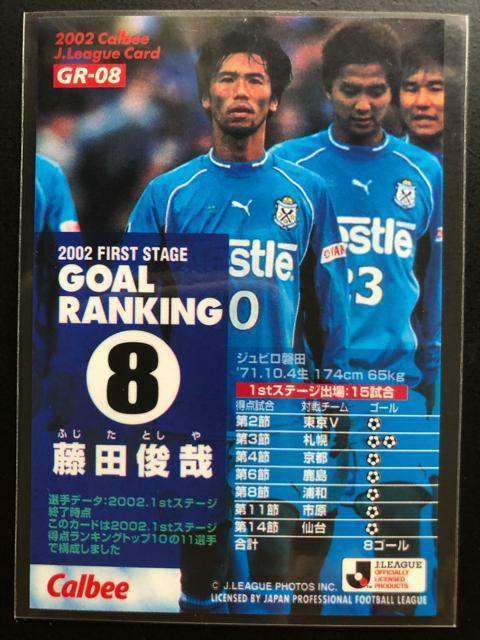 2002 Calbee
J.League Card
GR-08
2002 FIRST STAGE
GOAL
RANKING
8
ふじ た とし や
藤田俊哉
選手データ:2002.1stステージ
終了時点
このカードは2002.1stステージ
得点ランキングトップ10の11選手
で構成しました
Calbee
estlé
0
estle
23
ジュビロ磐田
'71.10.4生 174cm 65kg
1stステージ出場:15試合
得点試合 対戦チーム ゴール
第2節 東京V
第3節 札幌
第4節 京都
第6節 鹿島
第8節 浦和
第11節 市原
第14節 仙台
合計 8ゴール
© J.LEAGUE PHOTOS INC.
LICENSED BY JAPAN PROFESSIONAL FOOTBALL LEAGUE
J.LEAGUE
OFFICIALLY
LICENSED
PRODUCTS